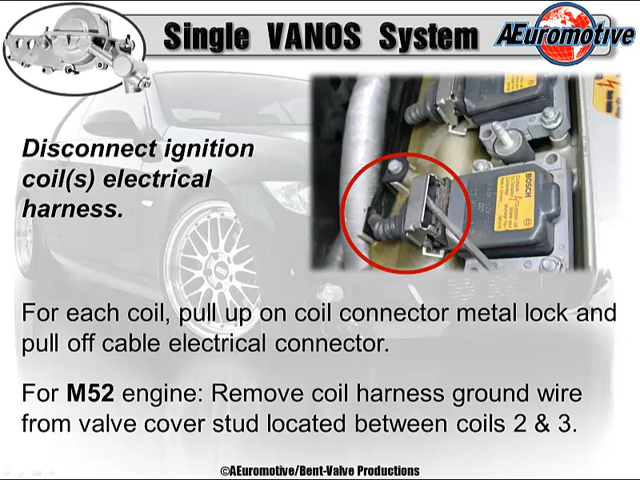 Single VANOS System
AEuromotive
Disconnect ignition
coil(s) electrical
harness.
BOSCH
For each coil, pull up on coil connector metal lock and
pull off cable electrical connector.
For M52 engine: Remove coil harness ground wire
from valve cover stud located between coils 2 & 3.
©AEuromotive/Bent-Valve Productions